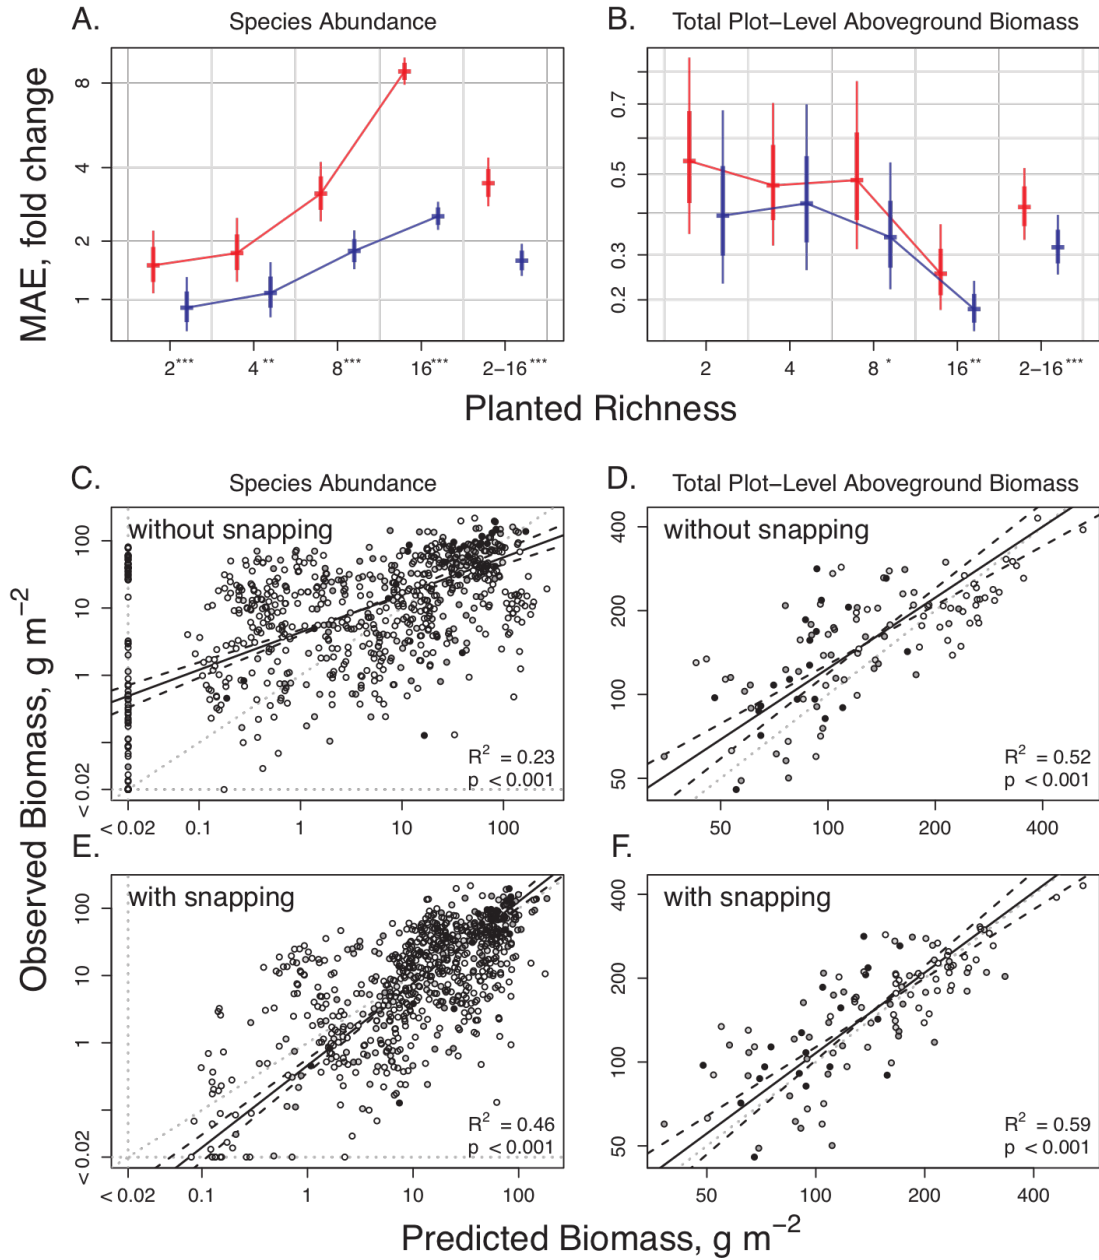 A. Species Abundance
B. Total Plot−Level Aboveground Biomass
MAE, fold change
8
4
2
1
0.7
0.5
0.3
0.2
2*** 4** 8*** 16*** 2−16***
2 4 8* 16** 2−16***
Planted Richness
C. Species Abundance
D. Total Plot−Level Aboveground Biomass
Observed Biomass, g m−2
without snapping
100
10
1
< 0.02
R2 = 0.23
p < 0.001
< 0.02 0.1 1 10 100
without snapping
400
200
100
50
R2 = 0.52
p < 0.001
50 100 200 400
E.
with snapping
100
10
1
< 0.02
R2 = 0.46
p < 0.001
< 0.02 0.1 1 10 100
F.
with snapping
400
200
100
50
R2 = 0.59
p < 0.001
50 100 200 400
Predicted Biomass, g m−2